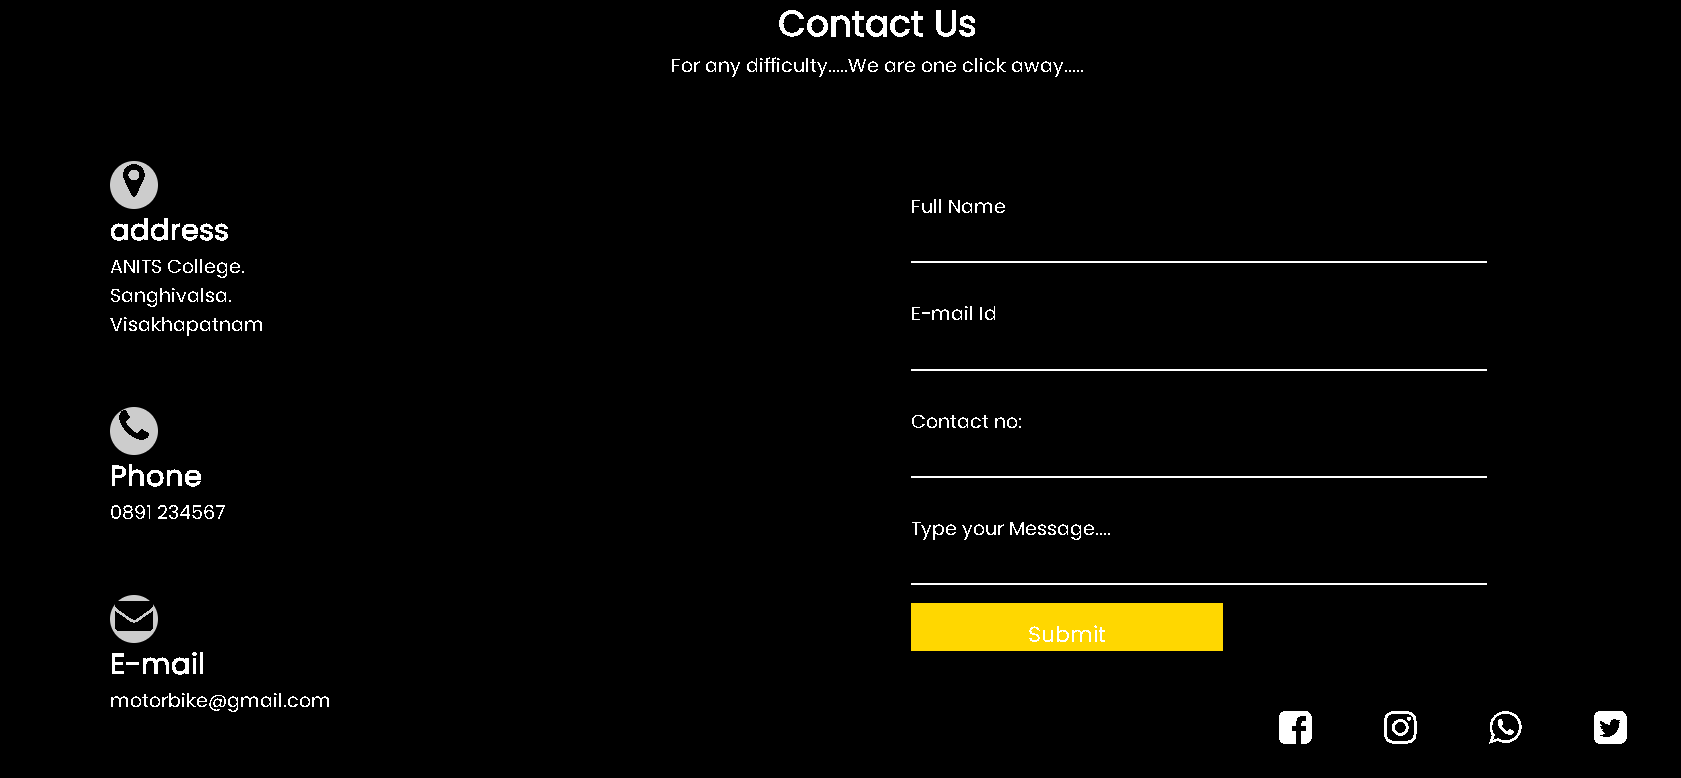 Contact Us
For any difficulty.....We are one click away.....
address
ANITS College.
Sanghivalsa.
Visakhapatnam
Phone
0891 234567
E-mail
motorbike@gmail.com
Full Name
E-mail Id
Contact no:
Type your Message....
Submit